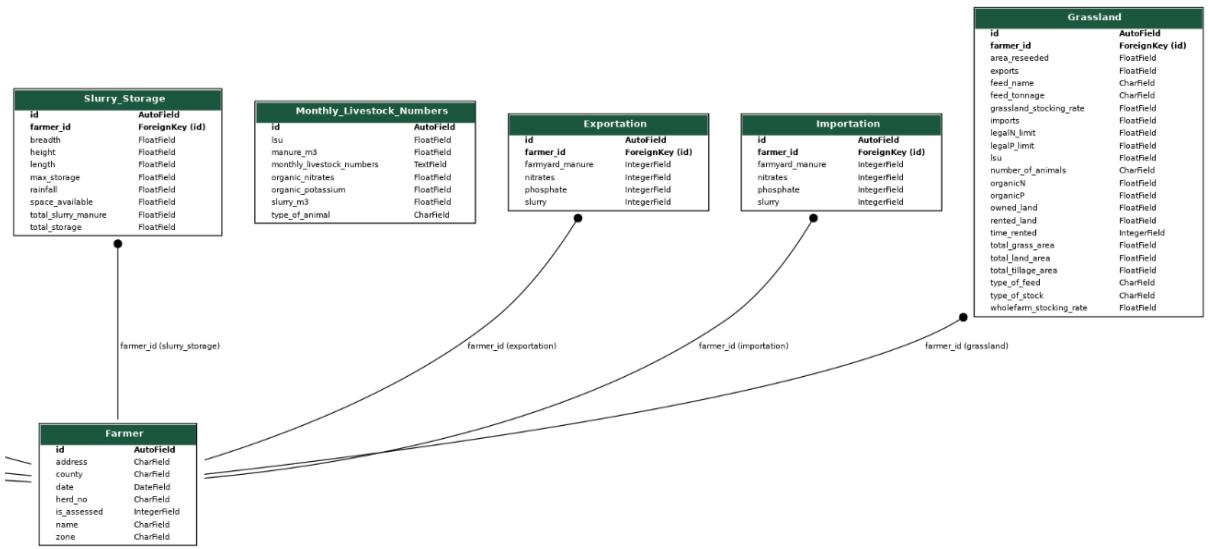 Grassland
id AutoField
farmer_id ForeignKey (id)
area_reseeded FloatField
exports FloatField
feed_name CharField
feed_tonnage CharField
grassland_stocking_rate FloatField
imports FloatField
legalN_limit FloatField
legalP_limit FloatField
lsu FloatField
number_of_animals CharField
organicN FloatField
organicP FloatField
owned_land FloatField
rented_land FloatField
time_rented IntegerField
total_grass_area FloatField
total_land_area FloatField
total_tillage_area FloatField
type_of_feed CharField
type_of_stock CharField
wholefarm_stocking_rate FloatField
Slurry_Storage
id AutoField
farmer_id ForeignKey (id)
breadth FloatField
height FloatField
length FloatField
max_storage FloatField
rainfall FloatField
space_available FloatField
total_slurry_manure FloatField
total_storage FloatField
Monthly_Livestock_Numbers
id AutoField
lsu FloatField
manure_m3 FloatField
monthly_livestock_numbers TextField
organic_nitrates FloatField
organic_potassium FloatField
slurry_m3 FloatField
type_of_animal CharField
Exportation
id AutoField
farmer_id ForeignKey (id)
farmyard_manure IntegerField
nitrates IntegerField
phosphate IntegerField
slurry IntegerField
Importation
id AutoField
farmer_id ForeignKey (id)
farmyard_manure IntegerField
nitrates IntegerField
phosphate IntegerField
slurry IntegerField
farmer_id (slurry_storage)
farmer_id (exportation)
farmer_id (importation)
farmer_id (grassland)
Farmer
id AutoField
address CharField
county CharField
date DateField
herd_no CharField
is_assessed IntegerField
name CharField
zone CharField